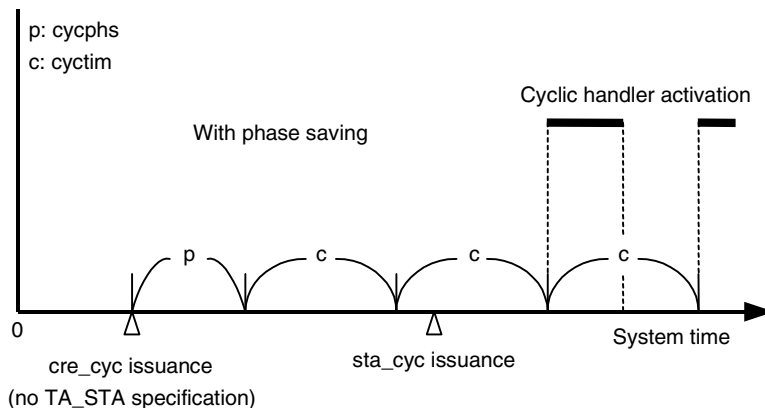 p: cycphs
c: cyctim
Cyclic handler activation
With phase saving
p
c
c
c
0
System time
cre_cyc issuance
(no TA_STA specification)
sta_cyc issuance